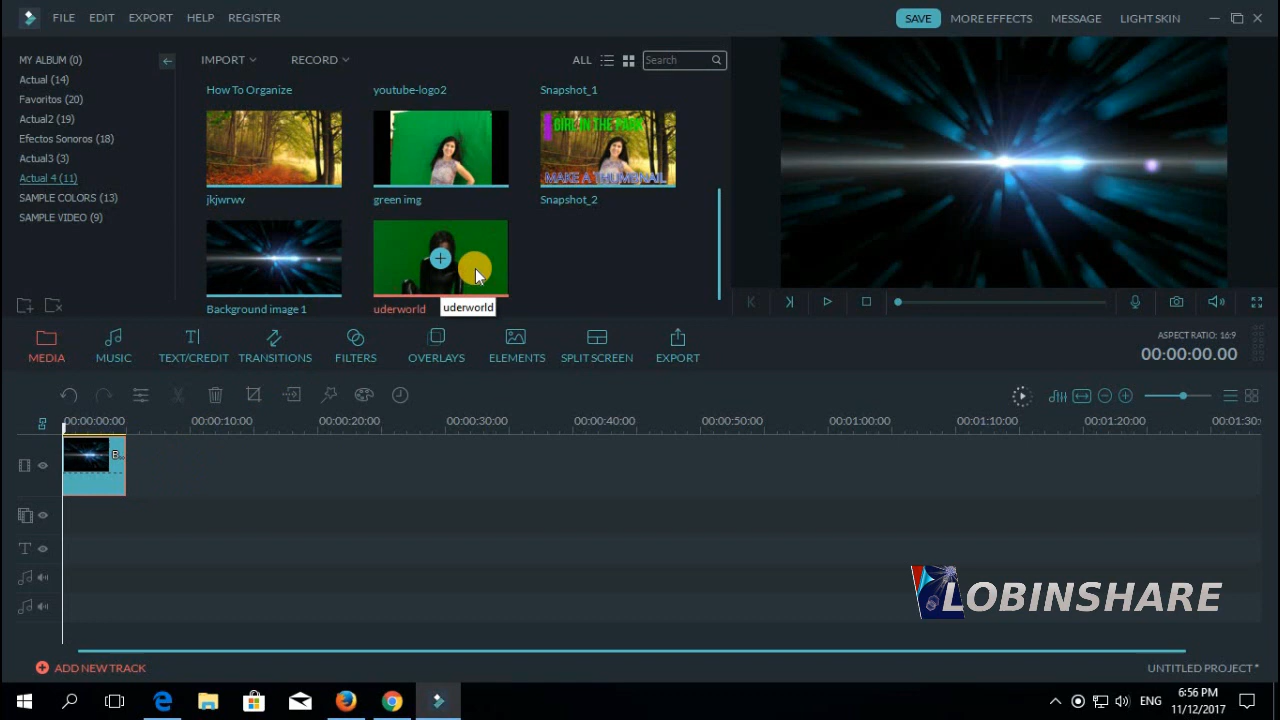 FILE EDIT EXPORT HELP REGISTER SAVE MORE EFFECTS MESSAGE LIGHT SKIN
MY ALBUM (0)
Actual (14)
Favoritos (20)
Actual2 (19)
Efectos Sonoros (18)
Actual3 (3)
Actual 4 (11)
SAMPLE COLORS (13)
SAMPLE VIDEO (9)
IMPORT RECORD ALL Search
How To Organize youtube-logo2 Snapshot_1
GIRL IN THE PARK
MAKE A THUMBNAIL
jkjwrwv green img Snapshot_2
Background image 1 uderworld uderworld
MEDIA MUSIC TEXT/CREDIT TRANSITIONS FILTERS OVERLAYS ELEMENTS SPLIT SCREEN EXPORT
ASPECT RATIO: 16:9
00:00:00.00
00:00:00:00 00:00:10:00 00:00:20:00 00:00:30:00 00:00:40:00 00:00:50:00 00:01:00:00 00:01:10:00 00:01:20:00 00:01:30:
B...
LOBINSHARE
ADD NEW TRACK UNTITLED PROJECT *
ENG
6:56 PM
11/12/2017